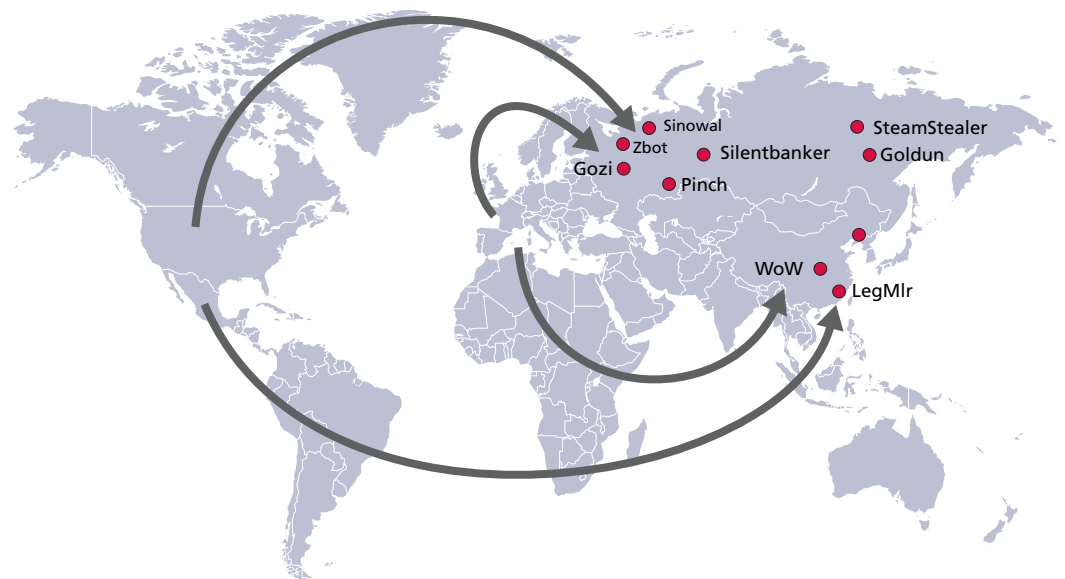 Sinowal
SteamStealer
Zbot
Silentbanker
Goldun
Gozi
Pinch
WoW
LegMlr